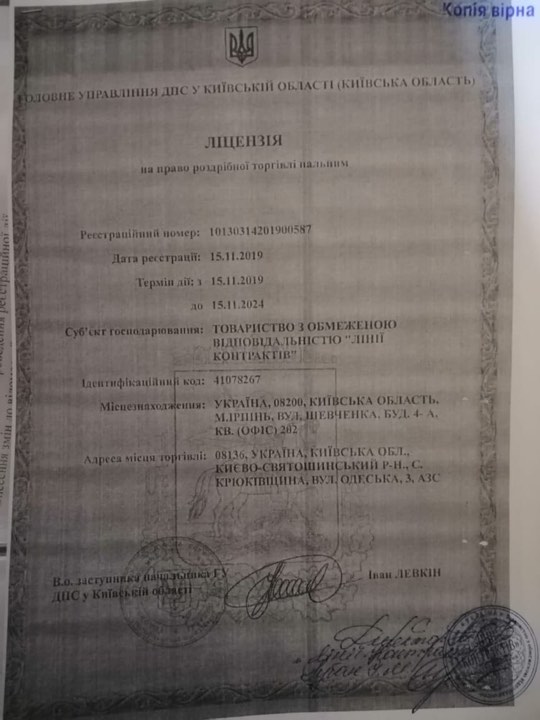 Копія вірна
ГОЛОВНЕ УПРАВЛІННЯ ДПС У КИЇВСЬКІЙ ОБЛАСТІ (КИЇВСЬКА ОБЛАСТЬ)
ЛІЦЕНЗІЯ
на право роздрібної торгівлі пальним
Реєстраційний номер: 10130314201900587
Дата реєстрації: 15.11.2019
Термін дії: з 15.11.2019
до 15.11.2024
Суб'єкт господарювання: ТОВАРИСТВО З ОБМЕЖЕНОЮ
ВІДПОВІДАЛЬНІСТЮ "ЛІНІЇ
КОНТРАКТІВ"
Ідентифікаційний код: 41078267
Місцезнаходження: УКРАЇНА, 08200, КИЇВСЬКА ОБЛАСТЬ,
М.ІРПІНЬ, ВУЛ. ШЕВЧЕНКА, БУД. 4- А,
КВ. (ОФІС) 202
Адреса місця торгівлі: 08136, УКРАЇНА, КИЇВСЬКА ОБЛ.,
КИЄВО-СВЯТОШИНСЬКИЙ Р-Н., С.
КРЮКІВЩИНА, ВУЛ. ОДЕСЬКА, 3, АЗС
В.о. заступника начальника ГУ
ДПС у Київській області
Іван ЛЕВКІН
Директор